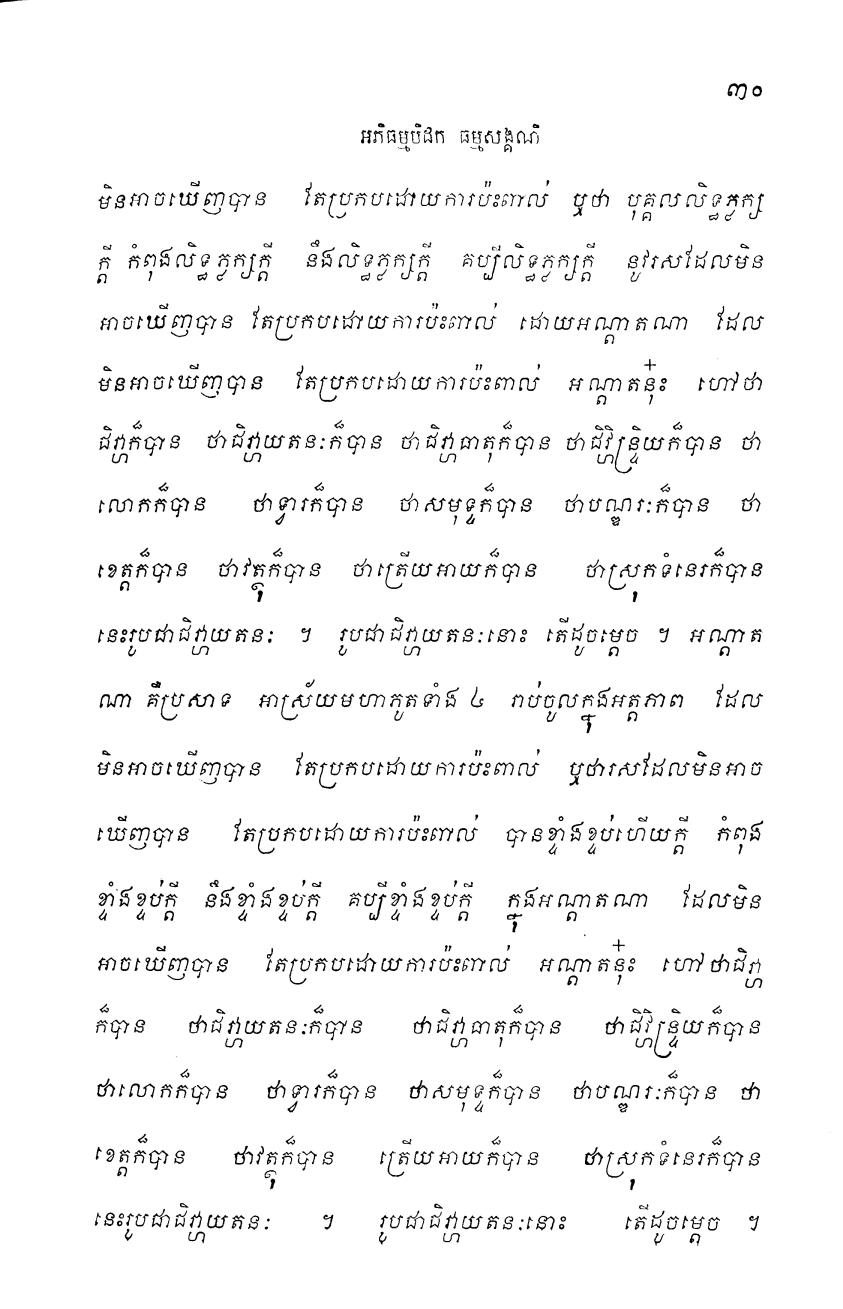 ៣០
អភិធម្មបិដក ធម្មសង្គណិ
មិនអាចឃើញបាន តែប្រកបដោយការប៉ះពាល់ ឬថា បុគ្គលលិទ្ធភ្លក្ស
ក្តី កំពុងលិទ្ធភ្លក្សក្តី នឹងលិទ្ធភ្លក្សក្តី គប្បីលិទ្ធភ្លក្សក្តី នូវរសដែលមិន
អាចឃើញបាន តែប្រកបដោយការប៉ះពាល់ ដោយអណ្តាតណា ដែល
មិនអាចឃើញបាន តែប្រកបដោយការប៉ះពាល់ អណ្តាតនុ៎ះ ហៅថា
ជិវ្ហាក៏បាន ថាជិវ្ហាយតនៈក៏បាន ថាជិវ្ហាធាតុក៏បាន ថាជិវ្ហិន្ទ្រិយក៏បាន ថា
លោកក៏បាន ថាទ្វារក៏បាន ថាសមុទ្ទក៏បាន ថាបណ្ឌរៈក៏បាន ថា
ខេត្តក៏បាន ថាវត្ថុក៏បាន ថាត្រើយអាយក៏បាន ថាស្រុកទំនេរក៏បាន
នេះរូបជាជិវ្ហាយតនៈ ។ រូបជាជិវ្ហាយតនៈនោះ តើដូចម្តេច ។ អណ្តាត
ណា គឺប្រសាទ អាស្រ័យមហាភូតទាំង ៤ រាប់ចូលក្នុងអត្តភាព ដែល
មិនអាចឃើញបាន តែប្រកបដោយការប៉ះពាល់ ឬថារសដែលមិនអាច
ឃើញបាន តែប្រកបដោយការប៉ះពាល់ បានខ្ទាំងខ្ទប់ហើយក្តី កំពុង
ខ្ទាំងខ្ទប់ក្តី នឹងខ្ទាំងខ្ទប់ក្តី គប្បីខ្ទាំងខ្ទប់ក្តី ក្នុងអណ្តាតណា ដែលមិន
អាចឃើញបាន តែប្រកបដោយការប៉ះពាល់ អណ្តាតនុ៎ះ ហៅថាជិវ្ហា
ក៏បាន ថាជិវ្ហាយតនៈក៏បាន ថាជិវ្ហាធាតុក៏បាន ថាជិវ្ហិន្ទ្រិយក៏បាន
ថាលោកក៏បាន ថាទ្វារក៏បាន ថាសមុទ្ទក៏បាន ថាបណ្ឌរៈក៏បាន ថា
ខេត្តក៏បាន ថាវត្ថុក៏បាន ត្រើយអាយក៏បាន ថាស្រុកទំនេរក៏បាន
នេះរូបជាជិវ្ហាយតនៈ ។ រូបជាជិវ្ហាយតនៈនោះ តើដូចម្តេច ។